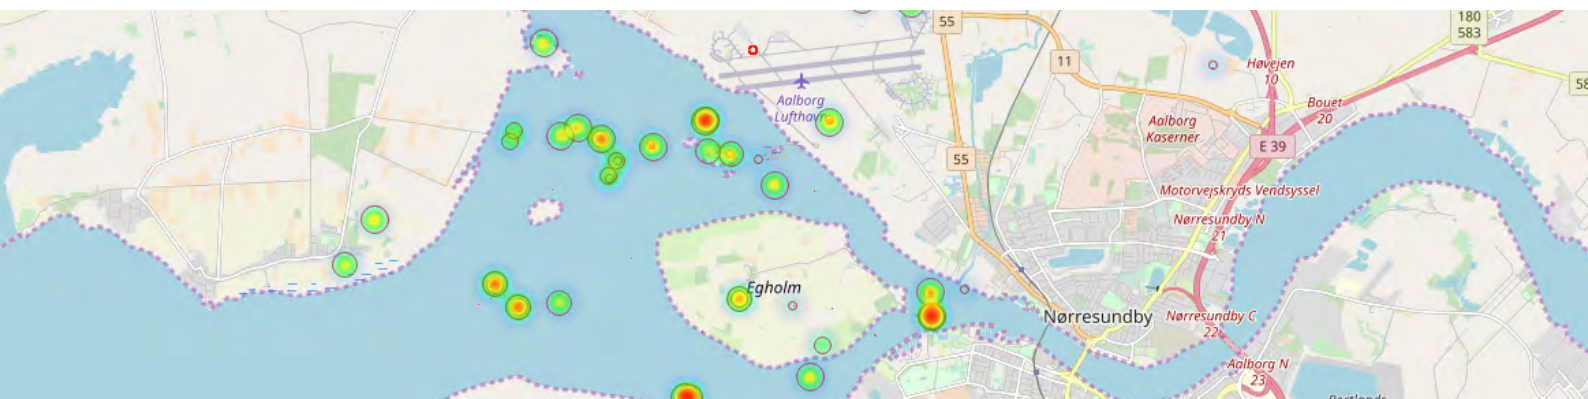 55
180
583
11
Høvejen
10
58
Aalborg
Lufthavn
Bouet
20
Aalborg
Kaserner
E 39
55
Motorvejskryds Vendsyssel
Nørresundby N
21
Egholm
Nørresundby
Nørresundby C
22
Aalborg N
23